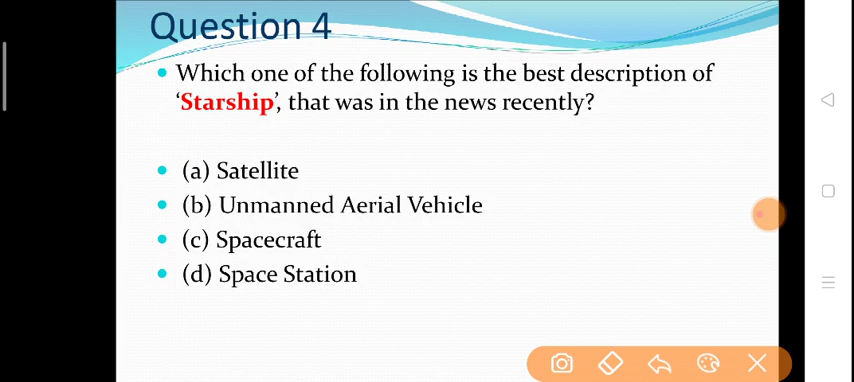 Question 4
Which one of the following is the best description of
‘Starship’, that was in the news recently?
(a) Satellite
(b) Unmanned Aerial Vehicle
(c) Spacecraft
(d) Space Station